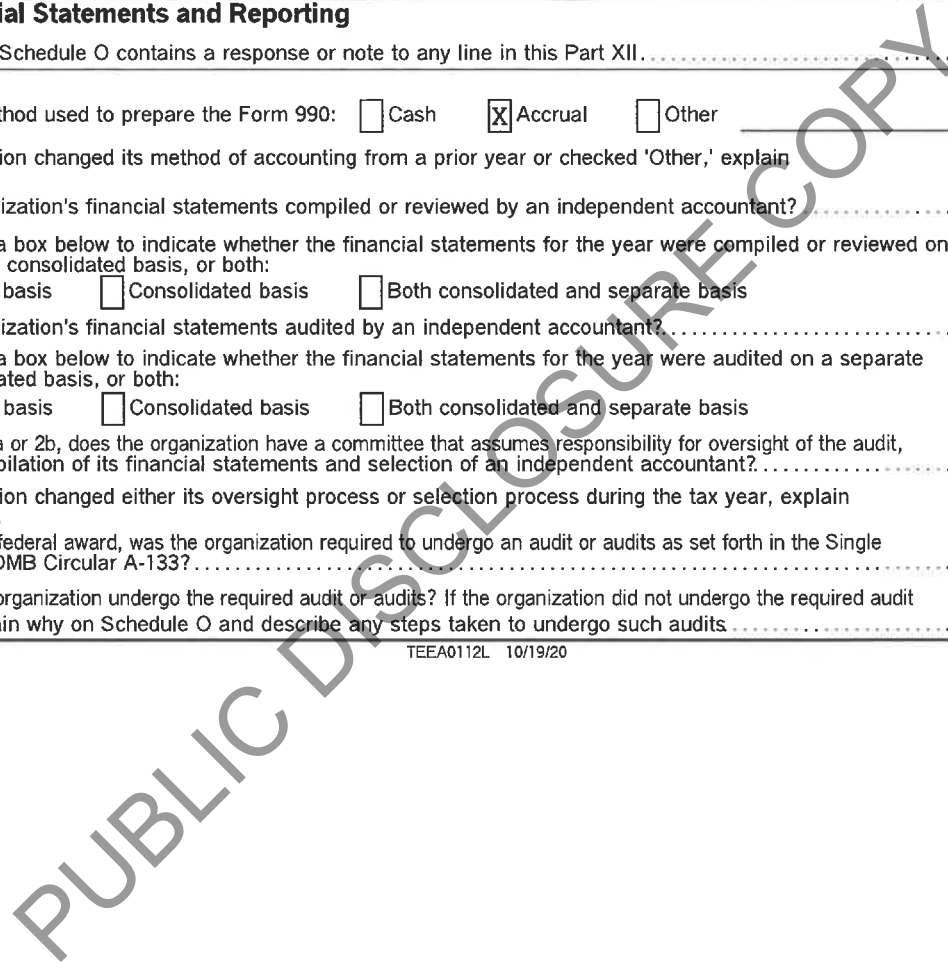 ial Statements and Reporting
Schedule O contains a response or note to any line in this Part XII
thod used to prepare the Form 990: Cash X Accrual Other
ion changed its method of accounting from a prior year or checked 'Other,' explain
ization's financial statements compiled or reviewed by an independent accountant?
a box below to indicate whether the financial statements for the year were compiled or reviewed on
consolidated basis, or both:
basis Consolidated basis Both consolidated and separate basis
ization's financial statements audited by an independent accountant?
a box below to indicate whether the financial statements for the year were audited on a separate
ated basis, or both:
basis Consolidated basis Both consolidated and separate basis
a or 2b, does the organization have a committee that assumes responsibility for oversight of the audit,
pilation of its financial statements and selection of an independent accountant?
ion changed either its oversight process or selection process during the tax year, explain
federal award, was the organization required to undergo an audit or audits as set forth in the Single
OMB Circular A-133?
organization undergo the required audit or audits? If the organization did not undergo the required audit
ain why on Schedule O and describe any steps taken to undergo such audits
TEEA0112L 10/19/20
PUBLIC DISCLOSURE COPY